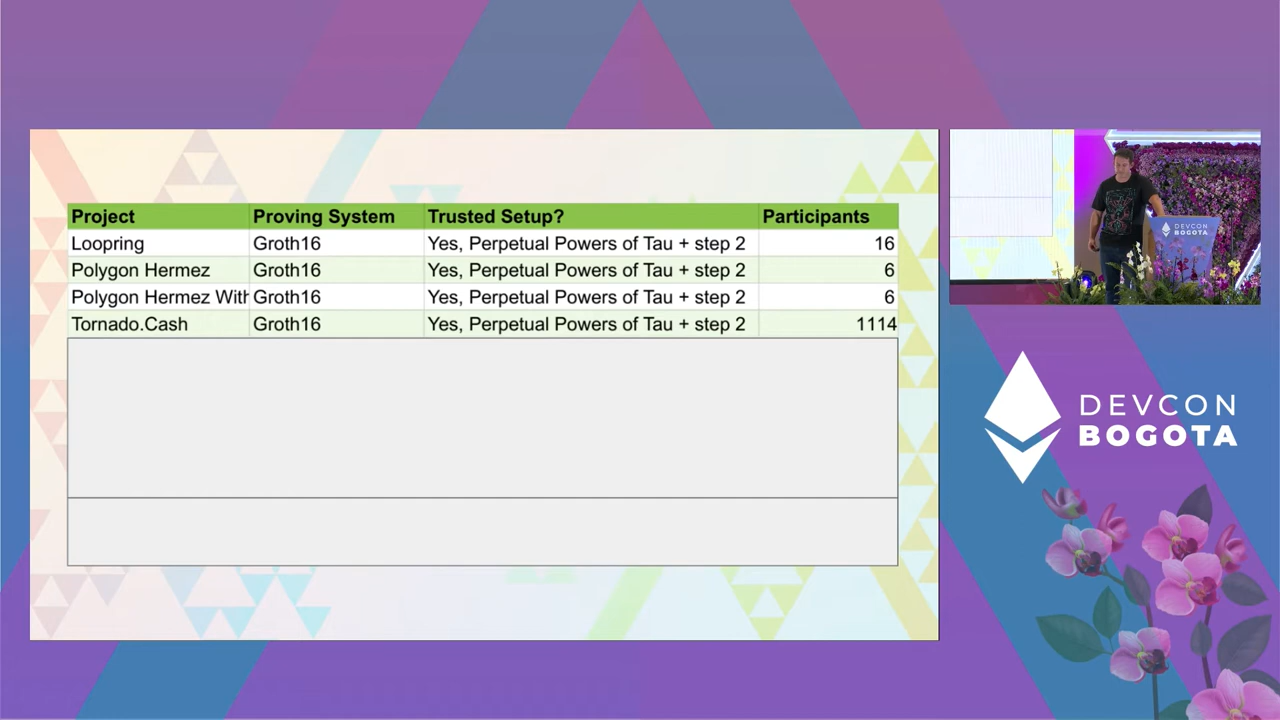 Project Proving System Trusted Setup? Participants
Loopring Groth16 Yes, Perpetual Powers of Tau + step 2 16
Polygon Hermez Groth16 Yes, Perpetual Powers of Tau + step 2 6
Polygon Hermez With Groth16 Yes, Perpetual Powers of Tau + step 2 6
Tornado.Cash Groth16 Yes, Perpetual Powers of Tau + step 2 1114
DEVCON
BOGOTA
DEVCON
BOGOTA